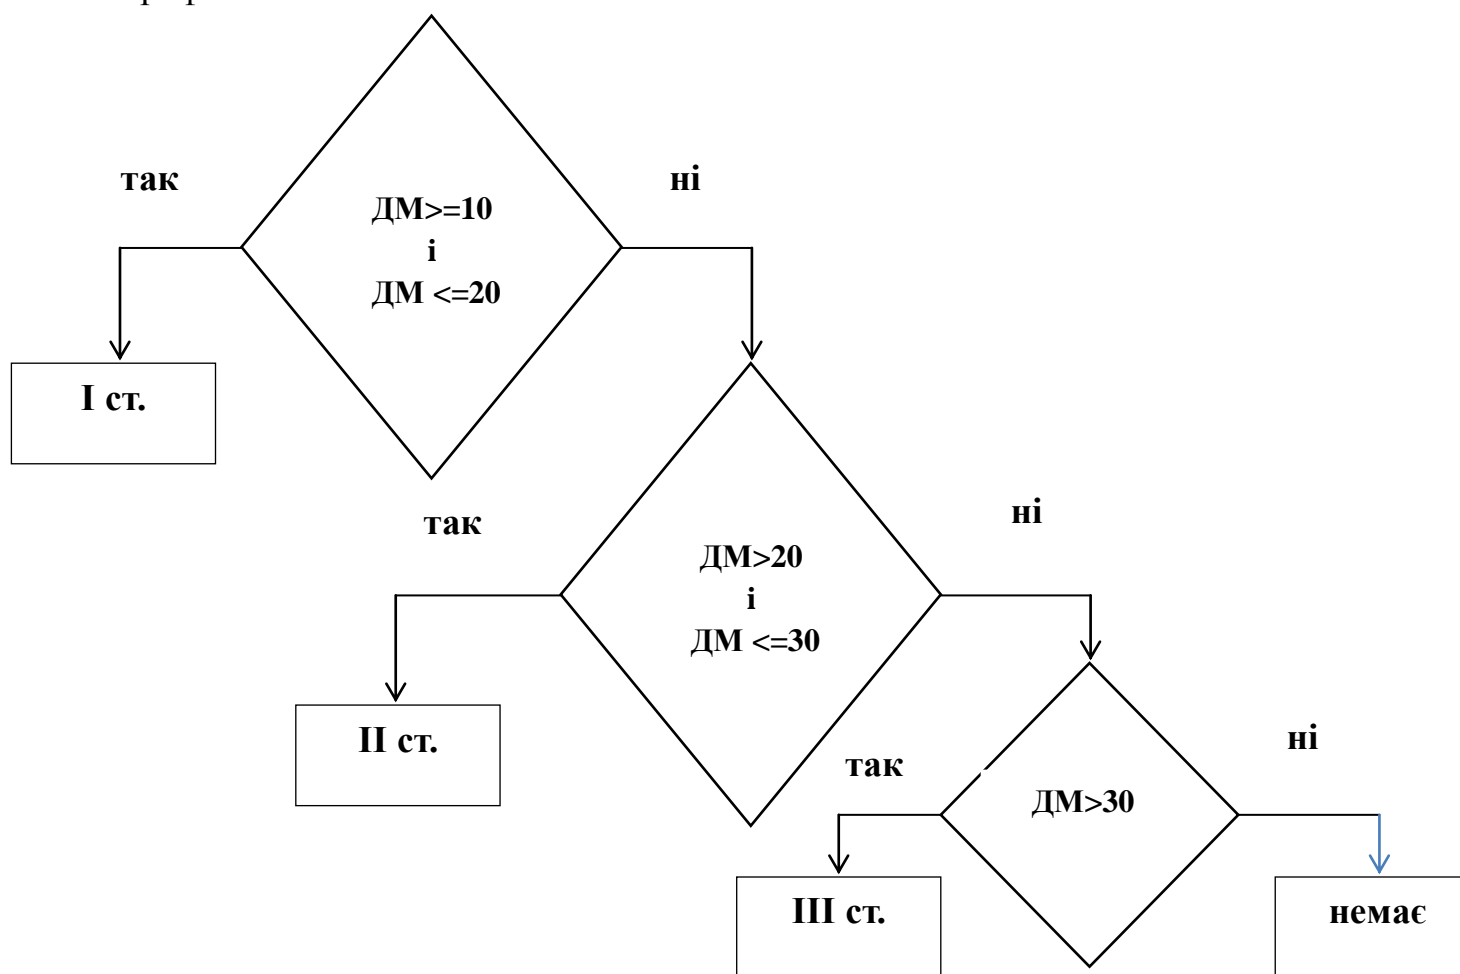 так
ні
ДМ>=10
і
ДМ <=20
І ст.
так
ні
ДМ>20
і
ДМ <=30
ІІ ст.
так
ні
ДМ>30
ІІІ ст.
немає